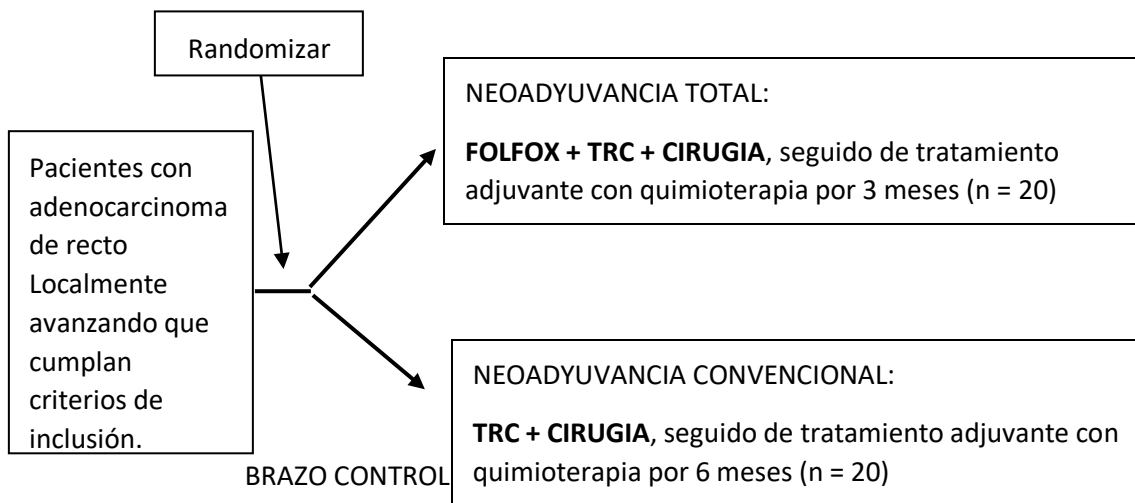 Randomizar
Pacientes con
adenocarcinoma
de recto
Localmente
avanzando que
cumplan
criterios de
inclusión.
NEOADYUVANCIA TOTAL:
FOLFOX + TRC + CIRUGIA, seguido de tratamiento
adjuvante con quimioterapia por 3 meses (n = 20)
NEOADYUVANCIA CONVENCIONAL:
TRC + CIRUGIA, seguido de tratamiento adjuvante con
quimioterapia por 6 meses (n = 20)
BRAZO CONTROL